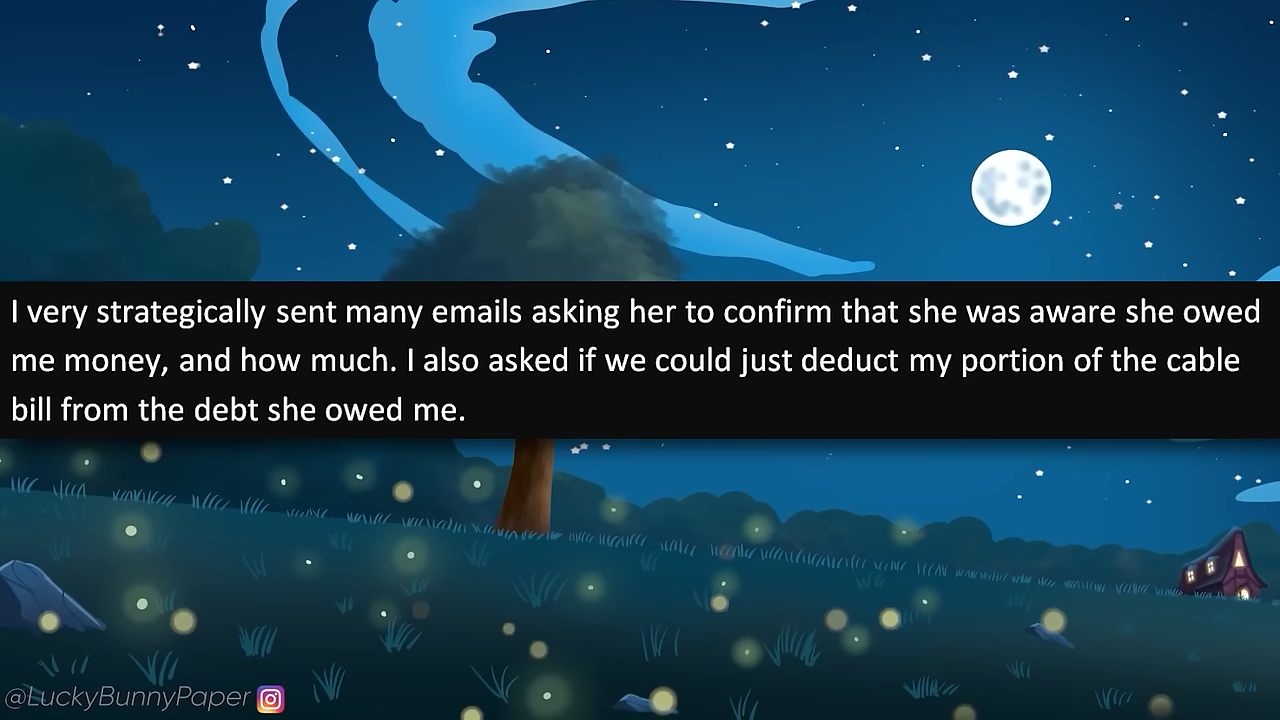 I very strategically sent many emails asking her to confirm that she was aware she owed
me money, and how much. I also asked if we could just deduct my portion of the cable
bill from the debt she owed me.
@LuckyBunnyPaper